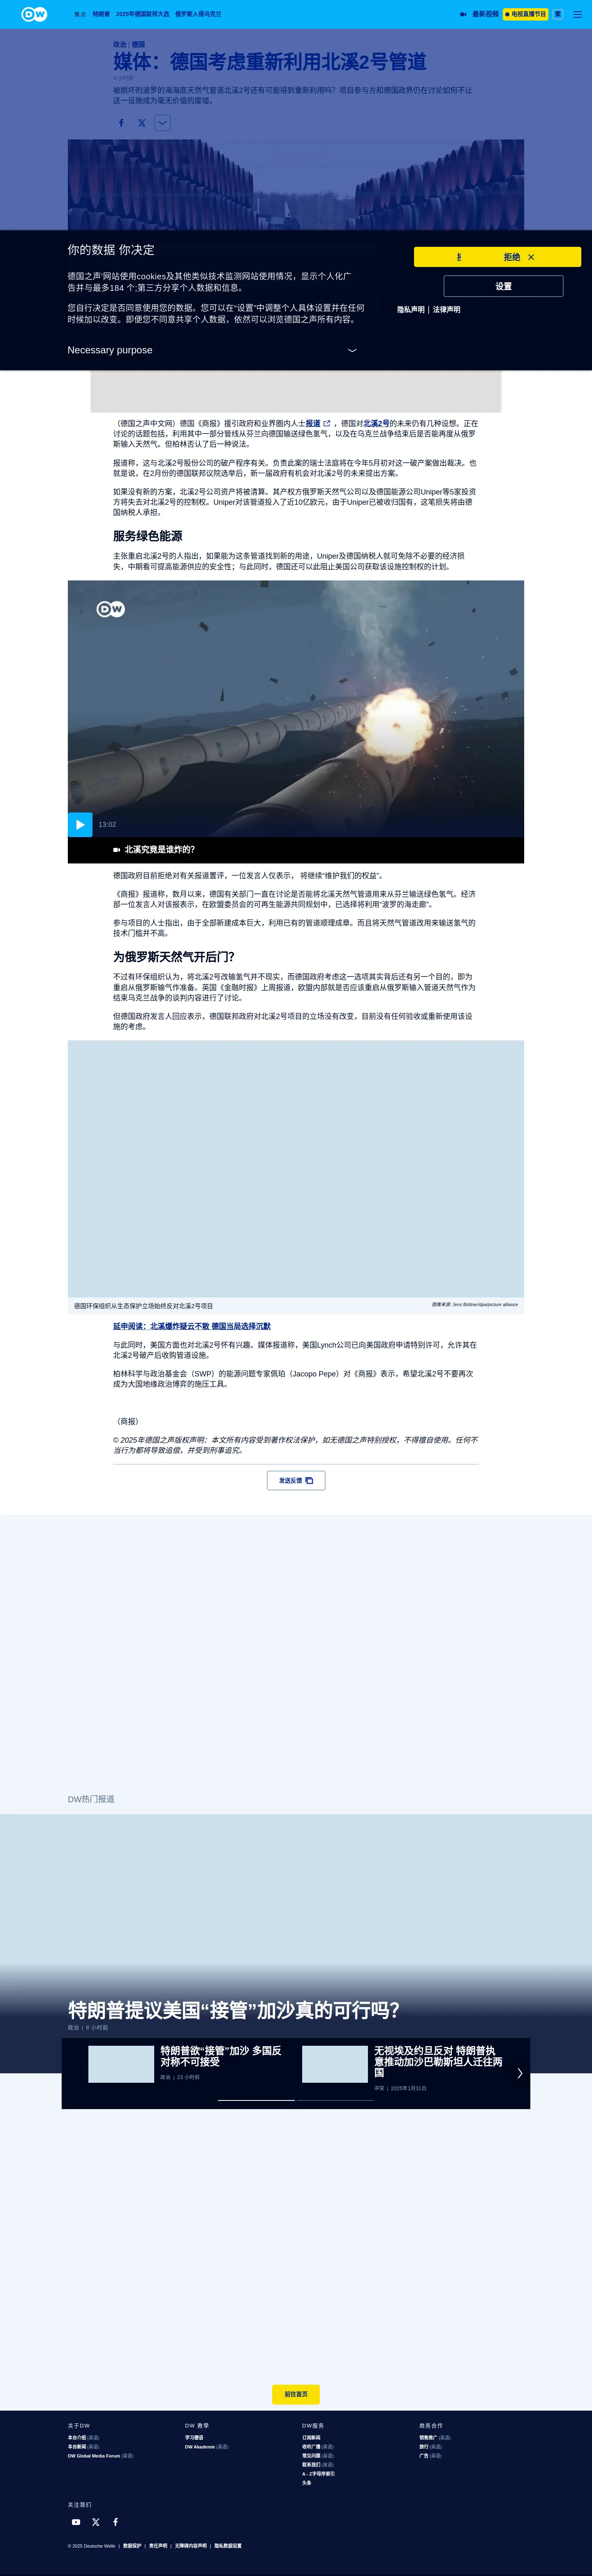 DW
焦点 特朗普 2025年德国联邦大选 俄罗斯入侵乌克兰
最新视频 电视直播节目 繁
政治 | 德国
媒体：德国考虑重新利用北溪2号管道
3 小时前
被损坏的波罗的海海底天然气管道北溪2号还有可能得到重新利用吗？项目参与方和德国政界仍在讨论如何不让
这一设施成为毫无价值的废墟。
你的数据 你决定
拒绝
设置
隐私声明 | 法律声明
德国之声'网站使用cookies及其他类似技术监测网站使用情况，显示个人化广
告并与最多184 个;第三方分享个人数据和信息。
您自行决定是否同意使用您的数据。您可以在“设置”中调整个人具体设置并在任何
时候加以改变。即便您不同意共享个人数据，依然可以浏览德国之声所有内容。
Necessary purpose
（德国之声中文网）德国《商报》援引政府和业界圈内人士报道 ，德国对北溪2号的未来仍有几种设想。正在
讨论的话题包括，利用其中一部分管线从芬兰向德国输送绿色氢气，以及在乌克兰战争结束后是否能再度从俄罗
斯输入天然气。但柏林否认了后一种说法。
报道称，这与北溪2号股份公司的破产程序有关。负责此案的瑞士法庭将在今年5月初对这一破产案做出裁决。也
就是说，在2月份的德国联邦议院选举后，新一届政府有机会对北溪2号的未来提出方案。
如果没有新的方案，北溪2号公司资产将被清算。其产权方俄罗斯天然气公司以及德国能源公司Uniper等5家投资
方将失去对北溪2号的控制权。Uniper对该管道投入了近10亿欧元，由于Uniper已被收归国有，这笔损失将由德
国纳税人承担。
服务绿色能源
主张重启北溪2号的人指出，如果能为这条管道找到新的用途，Uniper及德国纳税人就可免除不必要的经济损
失，中期看可提高能源供应的安全性；与此同时，德国还可以此阻止美国公司获取该设施控制权的计划。
DW
13:02
北溪究竟是谁炸的？
德国政府目前拒绝对有关报道置评，一位发言人仅表示， 将继续“维护我们的权益”。
《商报》报道称，数月以来，德国有关部门一直在讨论是否能将北溪天然气管道用来从芬兰输送绿色氢气。经济
部一位发言人对该报表示，在欧盟委员会的可再生能源共同规划中，已选择将利用“波罗的海走廊”。
参与项目的人士指出，由于全部新建成本巨大，利用已有的管道顺理成章。而且将天然气管道改用来输送氢气的
技术门槛并不高。
为俄罗斯天然气开后门？
不过有环保组织认为，将北溪2号改输氢气并不现实，而德国政府考虑这一选项其实背后还有另一个目的，即为
重启从俄罗斯输气作准备。英国《金融时报》上周报道，欧盟内部就是否应该重启从俄罗斯输入管道天然气作为
结束乌克兰战争的谈判内容进行了讨论。
但德国政府发言人回应表示，德国联邦政府对北溪2号项目的立场没有改变，目前没有任何验收或重新使用该设
施的考虑。
德国环保组织从生态保护立场始终反对北溪2号项目
图像来源: Jens Büttner/dpa/picture alliance
延申阅读：北溪爆炸疑云不散 德国当局选择沉默
与此同时，美国方面也对北溪2号怀有兴趣。媒体报道称，美国Lynch公司已向美国政府申请特别许可，允许其在
北溪2号破产后收购管道设施。
柏林科学与政治基金会（SWP）的能源问题专家佩珀（Jacopo Pepe）对《商报》表示，希望北溪2号不要再次
成为大国地缘政治博弈的施压工具。
（商报）
© 2025年德国之声版权声明：本文所有内容受到著作权法保护，如无德国之声特别授权，不得擅自使用。任何不
当行为都将导致追偿，并受到刑事追究。
发送反馈
DW热门报道
特朗普提议美国“接管”加沙真的可行吗？
政治 | 6 小时前
特朗普欲“接管”加沙 多国反
对称不可接受
政治 | 23 小时前
无视埃及约旦反对 特朗普执
意推动加沙巴勒斯坦人迁往两
国
冲突 | 2025年1月31日
前往首页
关于DW
本台介绍 (英语)
本台新闻 (英语)
DW Global Media Forum (英语)
DW 教學
学习德语
DW Akademie (英语)
DW服务
订阅新闻
收听广播 (英语)
常见问题 (英语)
联系我们 (英语)
A - Z字母序索引
头条
商务合作
销售推广 (英语)
旅行 (英语)
广告 (英语)
关注我们
© 2025 Deutsche Welle | 数据保护 | 责任声明 | 无障碍内容声明 | 隐私数据设置